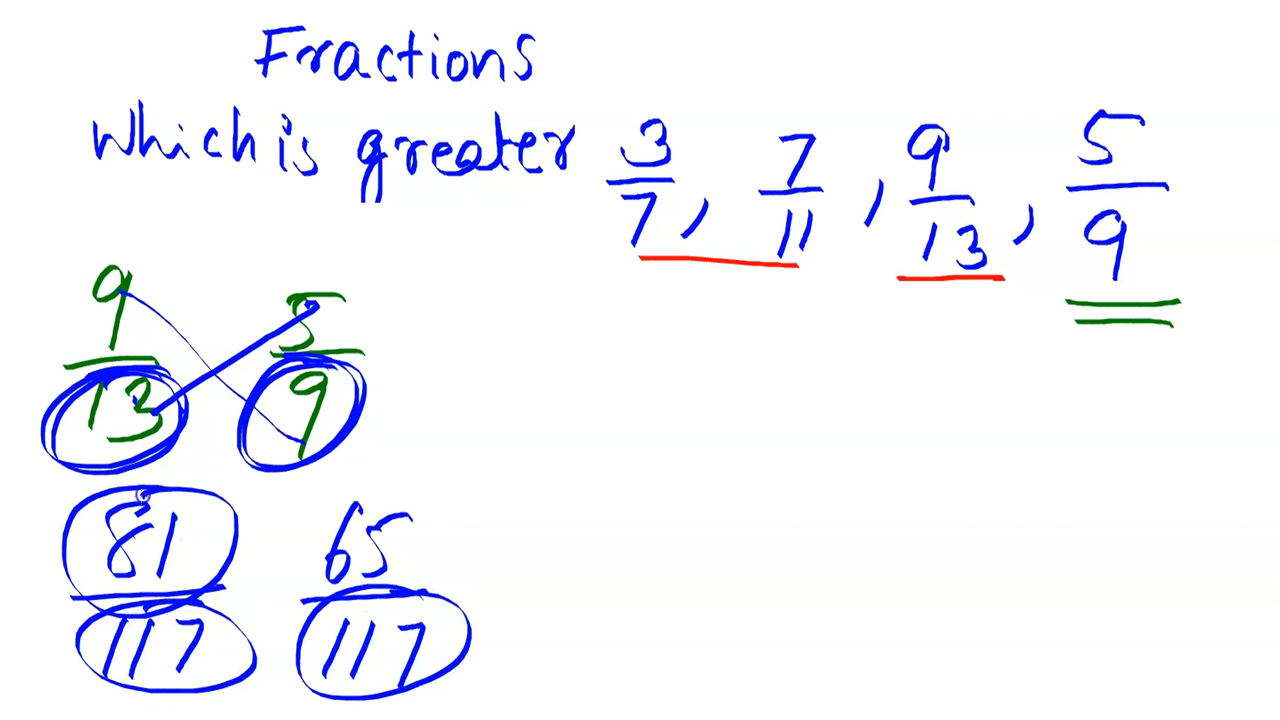 Fractions
Which is greater 3/7, 7/11, 9/13, 5/9
9/13 5/9
81/117 65/117